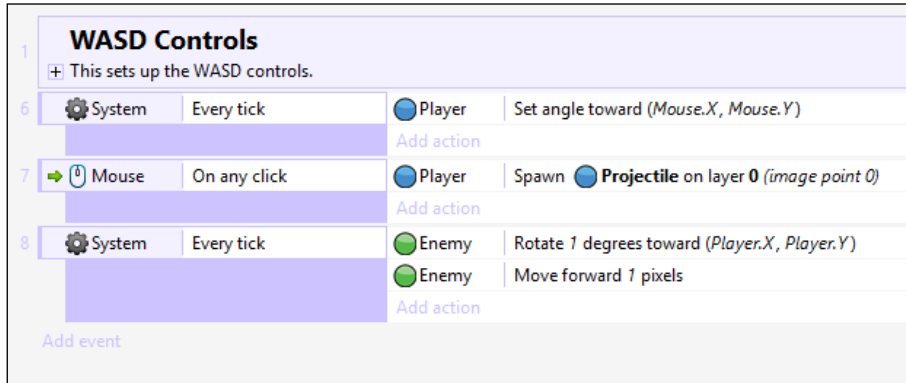 1 WASD Controls
+ This sets up the WASD controls.
6 System Every tick Player Set angle toward (Mouse.X, Mouse.Y)
Add action
7 Mouse On any click Player Spawn Projectile on layer 0 (image point 0)
Add action
8 System Every tick Enemy Rotate 1 degrees toward (Player.X, Player.Y)
Enemy Move forward 1 pixels
Add action
Add event